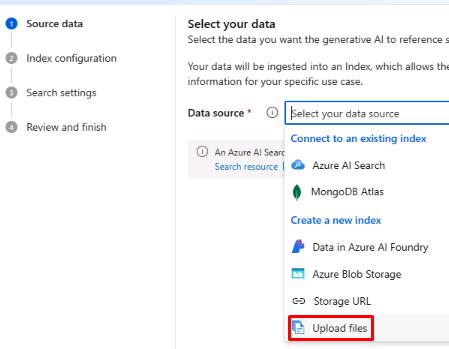 1 Source data
2 Index configuration
3 Search settings
4 Review and finish
Select your data
Select the data you want the generative AI to reference s
Your data will be ingested into an Index, which allows the
information for your specific use case.
Data source *
Select your data source
An Azure AI Searc
Search resource
Connect to an existing index
Azure AI Search
MongoDB Atlas
Create a new index
Data in Azure AI Foundry
Azure Blob Storage
Storage URL
Upload files